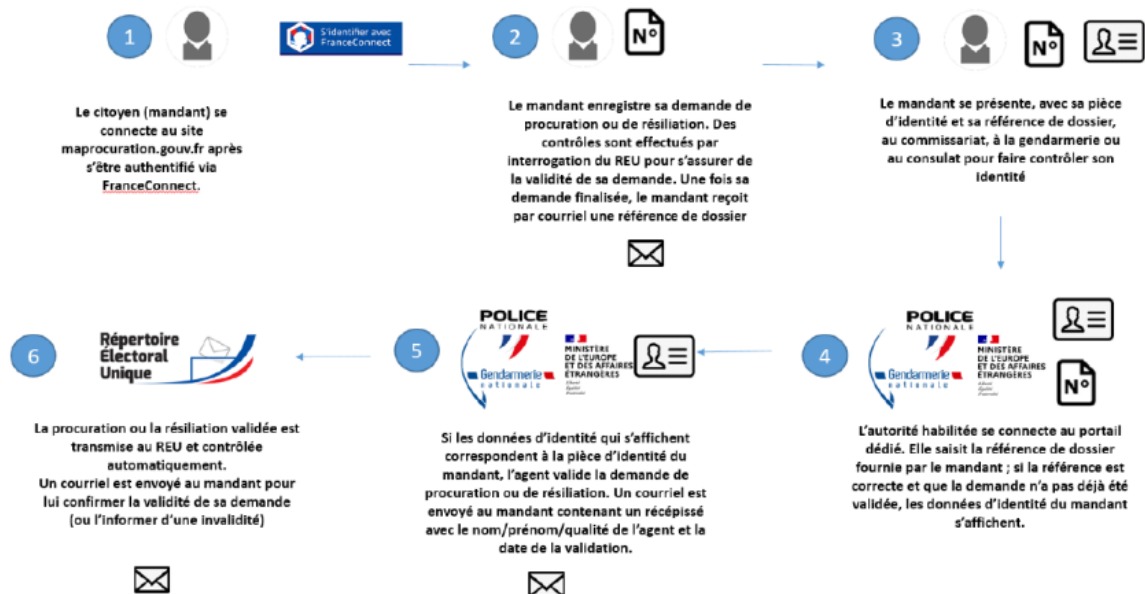 1
S'identifier avec
FranceConnect
Le citoyen (mandant) se
connecte au site
maprocuration.gouv.fr après
s'être authentifié via
FranceConnect.
2
N°
Le mandant enregistre sa demande de
procuration ou de résiliation. Des
contrôles sont effectués par
interrogation du REU pour s'assurer de
la validité de sa demande. Une fois sa
demande finalisée, le mandant reçoit
par courriel une référence de dossier
3
N°
Le mandant se présente, avec sa pièce
d'identité et sa référence de dossier,
au commissariat, à la gendarmerie ou
au consulat pour faire contrôler son
identité
4
POLICE
NATIONALE
Gendarmerie
nationale
MINISTÈRE
DE L'EUROPE
ET DES AFFAIRES
ÉTRANGÈRES
Liberté
Égalité
Fraternité
N°
L'autorité habilitée se connecte au portail
dédié. Elle saisit la référence de dossier
fournie par le mandant ; si la référence est
correcte et que la demande n'a pas déjà été
validée, les données d'identité du mandant
s'affichent.
5
POLICE
NATIONALE
Gendarmerie
nationale
MINISTÈRE
DE L'EUROPE
ET DES AFFAIRES
ÉTRANGÈRES
Liberté
Égalité
Fraternité
Si les données d'identité qui s'affichent
correspondent à la pièce d'identité du
mandant, l'agent valide la demande de
procuration ou de résiliation. Un courriel est
envoyé au mandant contenant un récépissé
avec le nom/prénom/qualité de l'agent et la
date de la validation.
6
Répertoire
Électoral
Unique
La procuration ou la résiliation validée est
transmise au REU et contrôlée
automatiquement.
Un courriel est envoyé au mandant pour
lui confirmer la validité de sa demande
(ou l'informer d'une invalidité)